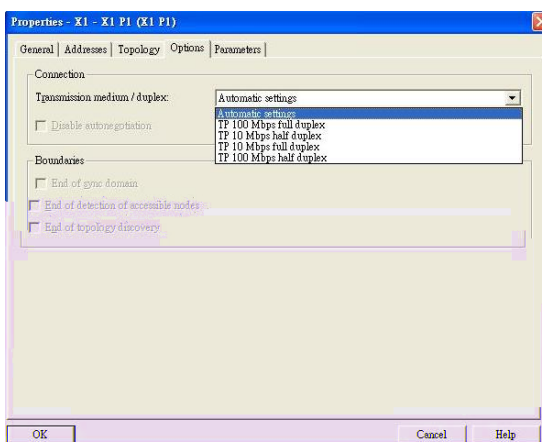 Properties - X1 - X1 P1 (X1 P1)
General Addresses Topology Options Parameters
Connection
Transmission medium / duplex:
Automatic settings
Automatic settings
TP 100 Mbps full duplex
TP 10 Mbps half duplex
TP 10 Mbps full duplex
TP 100 Mbps half duplex
Disable autonegotiation
Boundaries
End of sync domain
End of detection of accessible nodes
End of topology discovery
OK
Cancel
Help